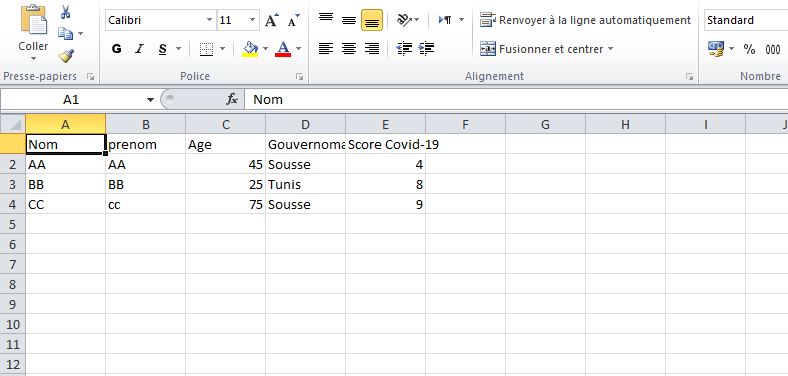 Calibri 11 A A Renvoyer à la ligne automatiquement Standard
Coller G I S A Fusionner et centrer % 000
Presse-papiers Police Alignement Nombre
A1 fx Nom
A B C D E F G H I J
Nom prenom Age Gouvernoma Score Covid-19
2 AA AA 45 Sousse 4
3 BB BB 25 Tunis 8
4 CC cc 75 Sousse 9
5
6
7
8
9
10
11
12